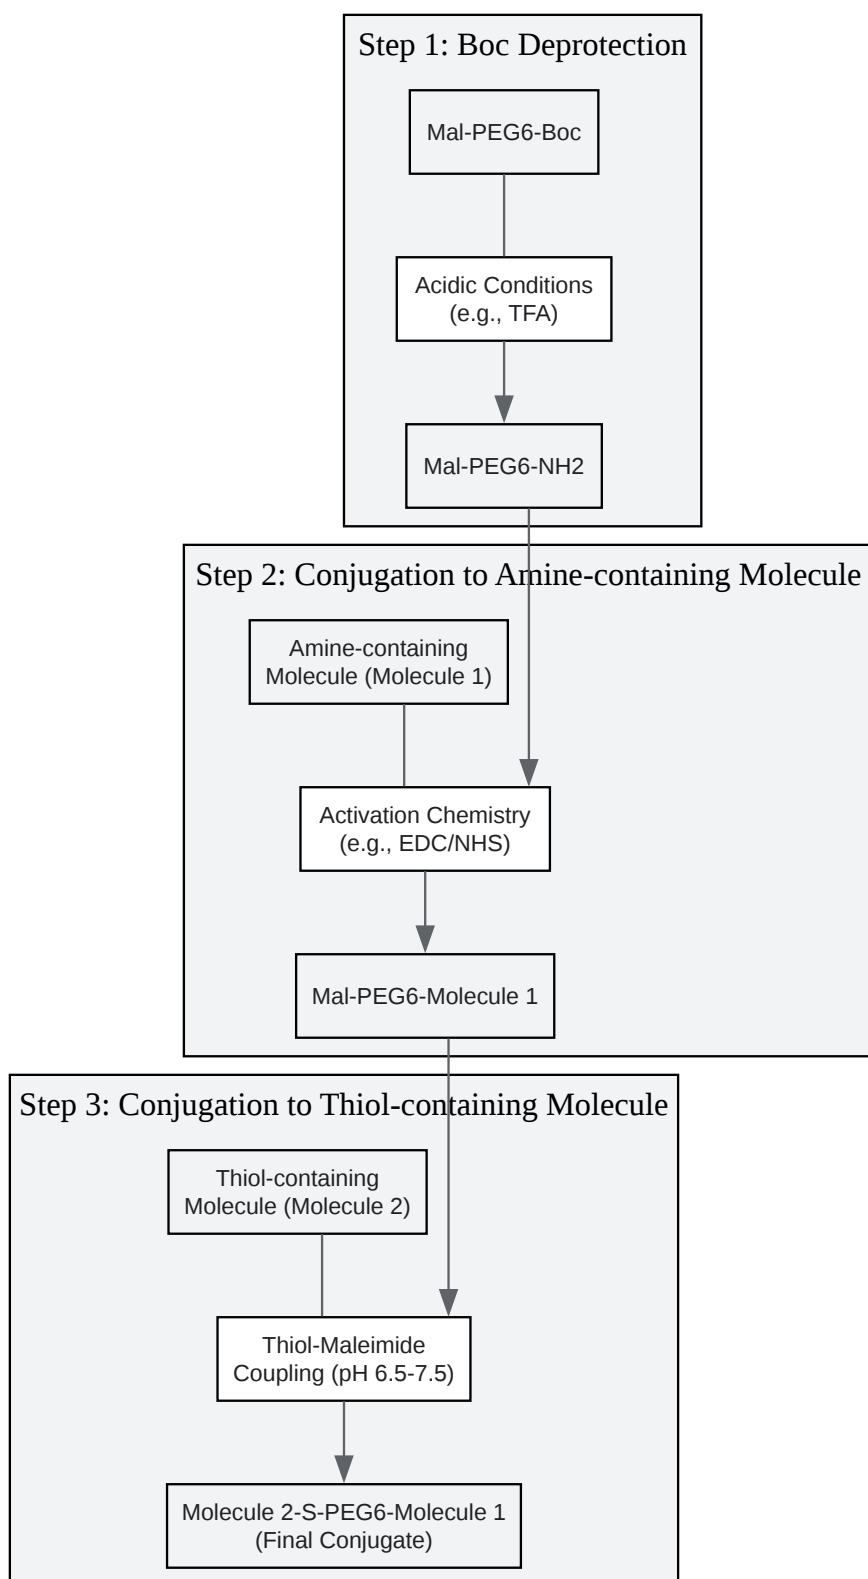 Step 1: Boc Deprotection
Mal-PEG6-Boc
Acidic Conditions
(e.g., TFA)
Mal-PEG6-NH2
Step 2: Conjugation to Amine-containing Molecule
Amine-containing
Molecule (Molecule 1)
Activation Chemistry
(e.g., EDC/NHS)
Mal-PEG6-Molecule 1
Step 3: Conjugation to Thiol-containing Molecule
Thiol-containing
Molecule (Molecule 2)
Thiol-Maleimide
Coupling (pH 6.5-7.5)
Molecule 2-S-PEG6-Molecule 1
(Final Conjugate)